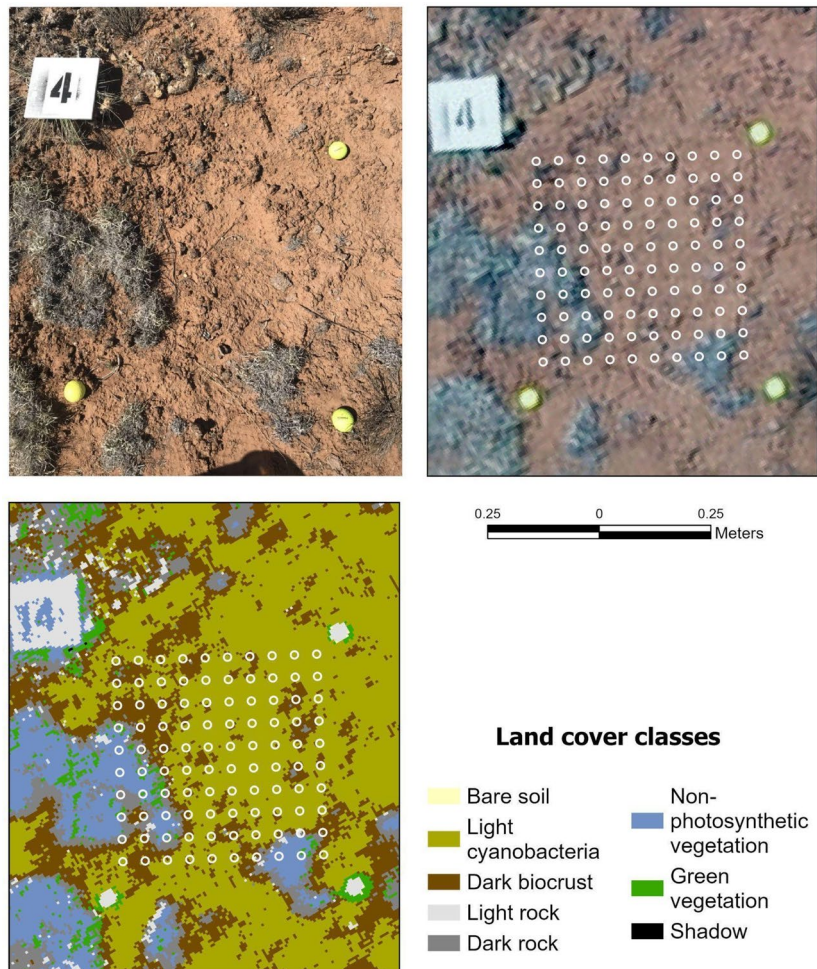 4
4
0.25 0 0.25
Meters
4
Land cover classes
Bare soil
Light
cyanobacteria
Dark biocrust
Light rock
Dark rock
Non-
photosynthetic
vegetation
Green
vegetation
Shadow